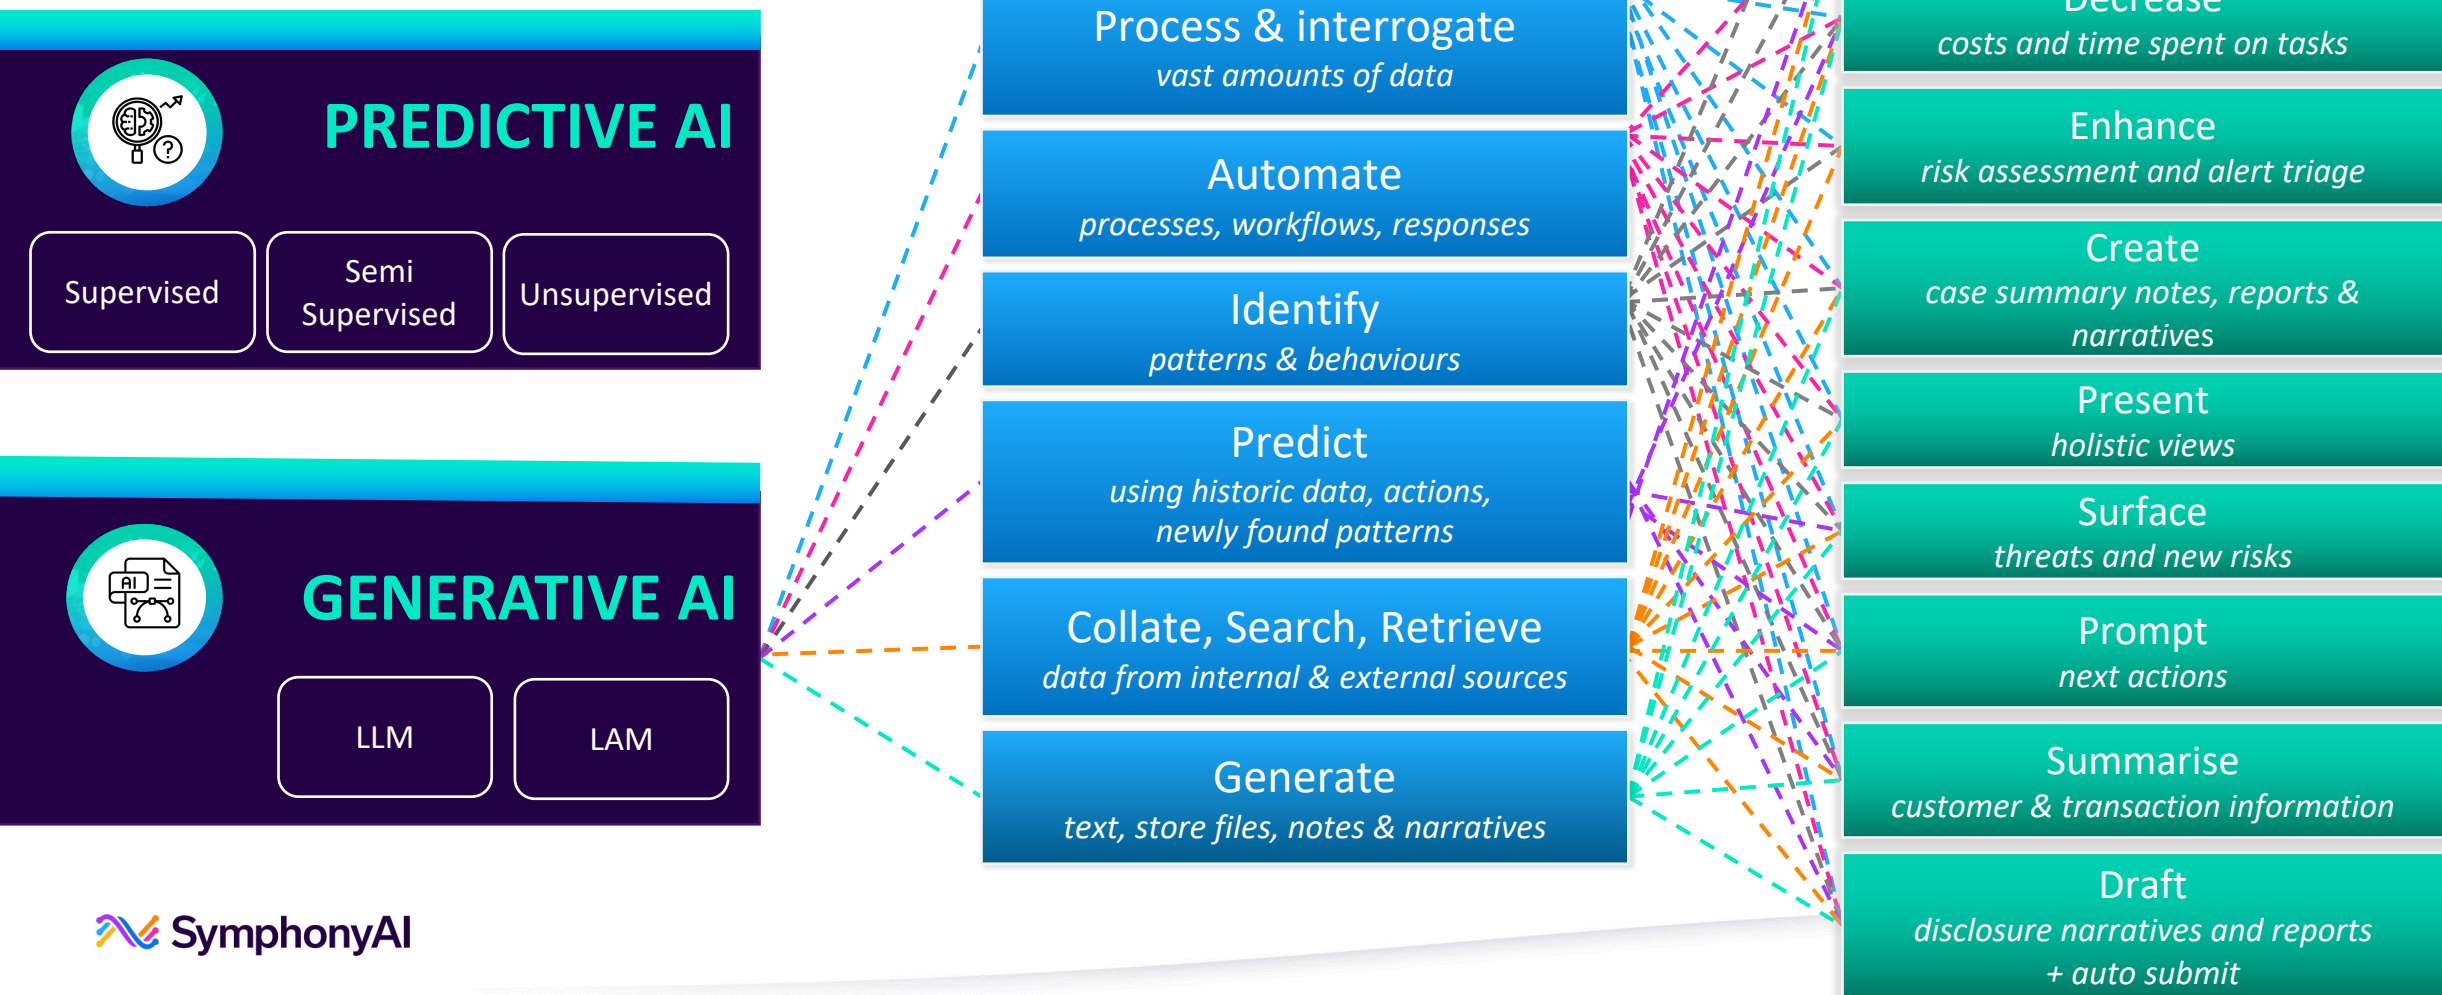 PREDICTIVE AI
Supervised
Semi
Supervised
Unsupervised
GENERATIVE AI
AI
LLM
LAM
SymphonyAI
Process & interrogate
vast amounts of data
Automate
processes, workflows, responses
Identify
patterns & behaviours
Predict
using historic data, actions,
newly found patterns
Collate, Search, Retrieve
data from internal & external sources
Generate
text, store files, notes & narratives
Decrease
costs and time spent on tasks
Enhance
risk assessment and alert triage
Create
case summary notes, reports &
narratives
Present
holistic views
Surface
threats and new risks
Prompt
next actions
Summarise
customer & transaction information
Draft
disclosure narratives and reports
+ auto submit